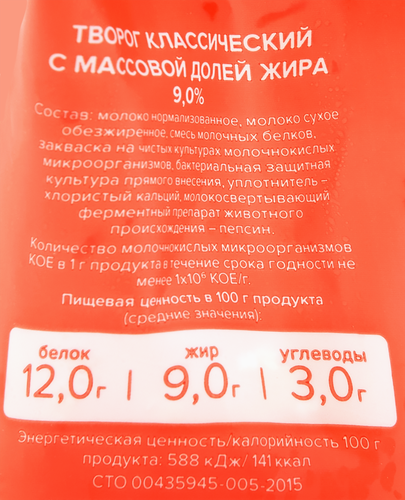 ТВОРОГ КЛАССИЧЕСКИЙ
С МАССОВОЙ ДОЛЕЙ ЖИРА
9,0%
Состав: молоко нормализованное, молоко сухое
обезжиренное, смесь молочных белков,
закваска на чистых культурах молочнокислых
микроорганизмов, бактериальная защитная
культура прямого внесения, уплотнитель –
хлористый кальций, молокосвертывающий
ферментный препарат животного
происхождения – пепсин.
Количество молочнокислых микроорганизмов
КОЕ в 1 г продукта в течение срока годности не
менее 1х10⁶ КОЕ/г.
Пищевая ценность в 100 г продукта
(средние значения):
белок жир углеводы
12,0г | 9,0г | 3,0г
Энергетическая ценность/калорийность 100 г
продукта: 588 кДж/ 141 ккал
СТО 00435945-005-2015